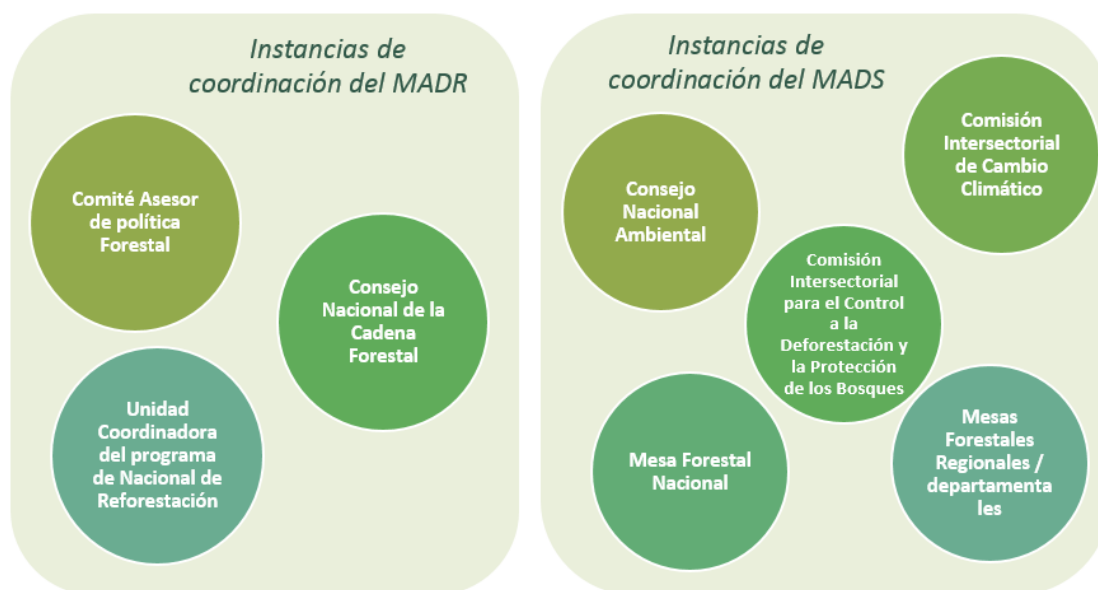 Instancias de
coordinación del MADR
Comité Asesor
de política
Forestal
Consejo
Nacional de la
Cadena
Forestal
Unidad
Coordinadora
del programa
de Nacional de
Reforestación
Instancias de
coordinación del MADS
Comisión
Intersectorial
de Cambio
Climático
Consejo
Nacional
Ambiental
Comisión
Intersectorial
para el Control
a la
Deforestación y
la Protección
de los Bosques
Mesa Forestal
Nacional
Mesas
Forestales
Regionales /
departamenta
les